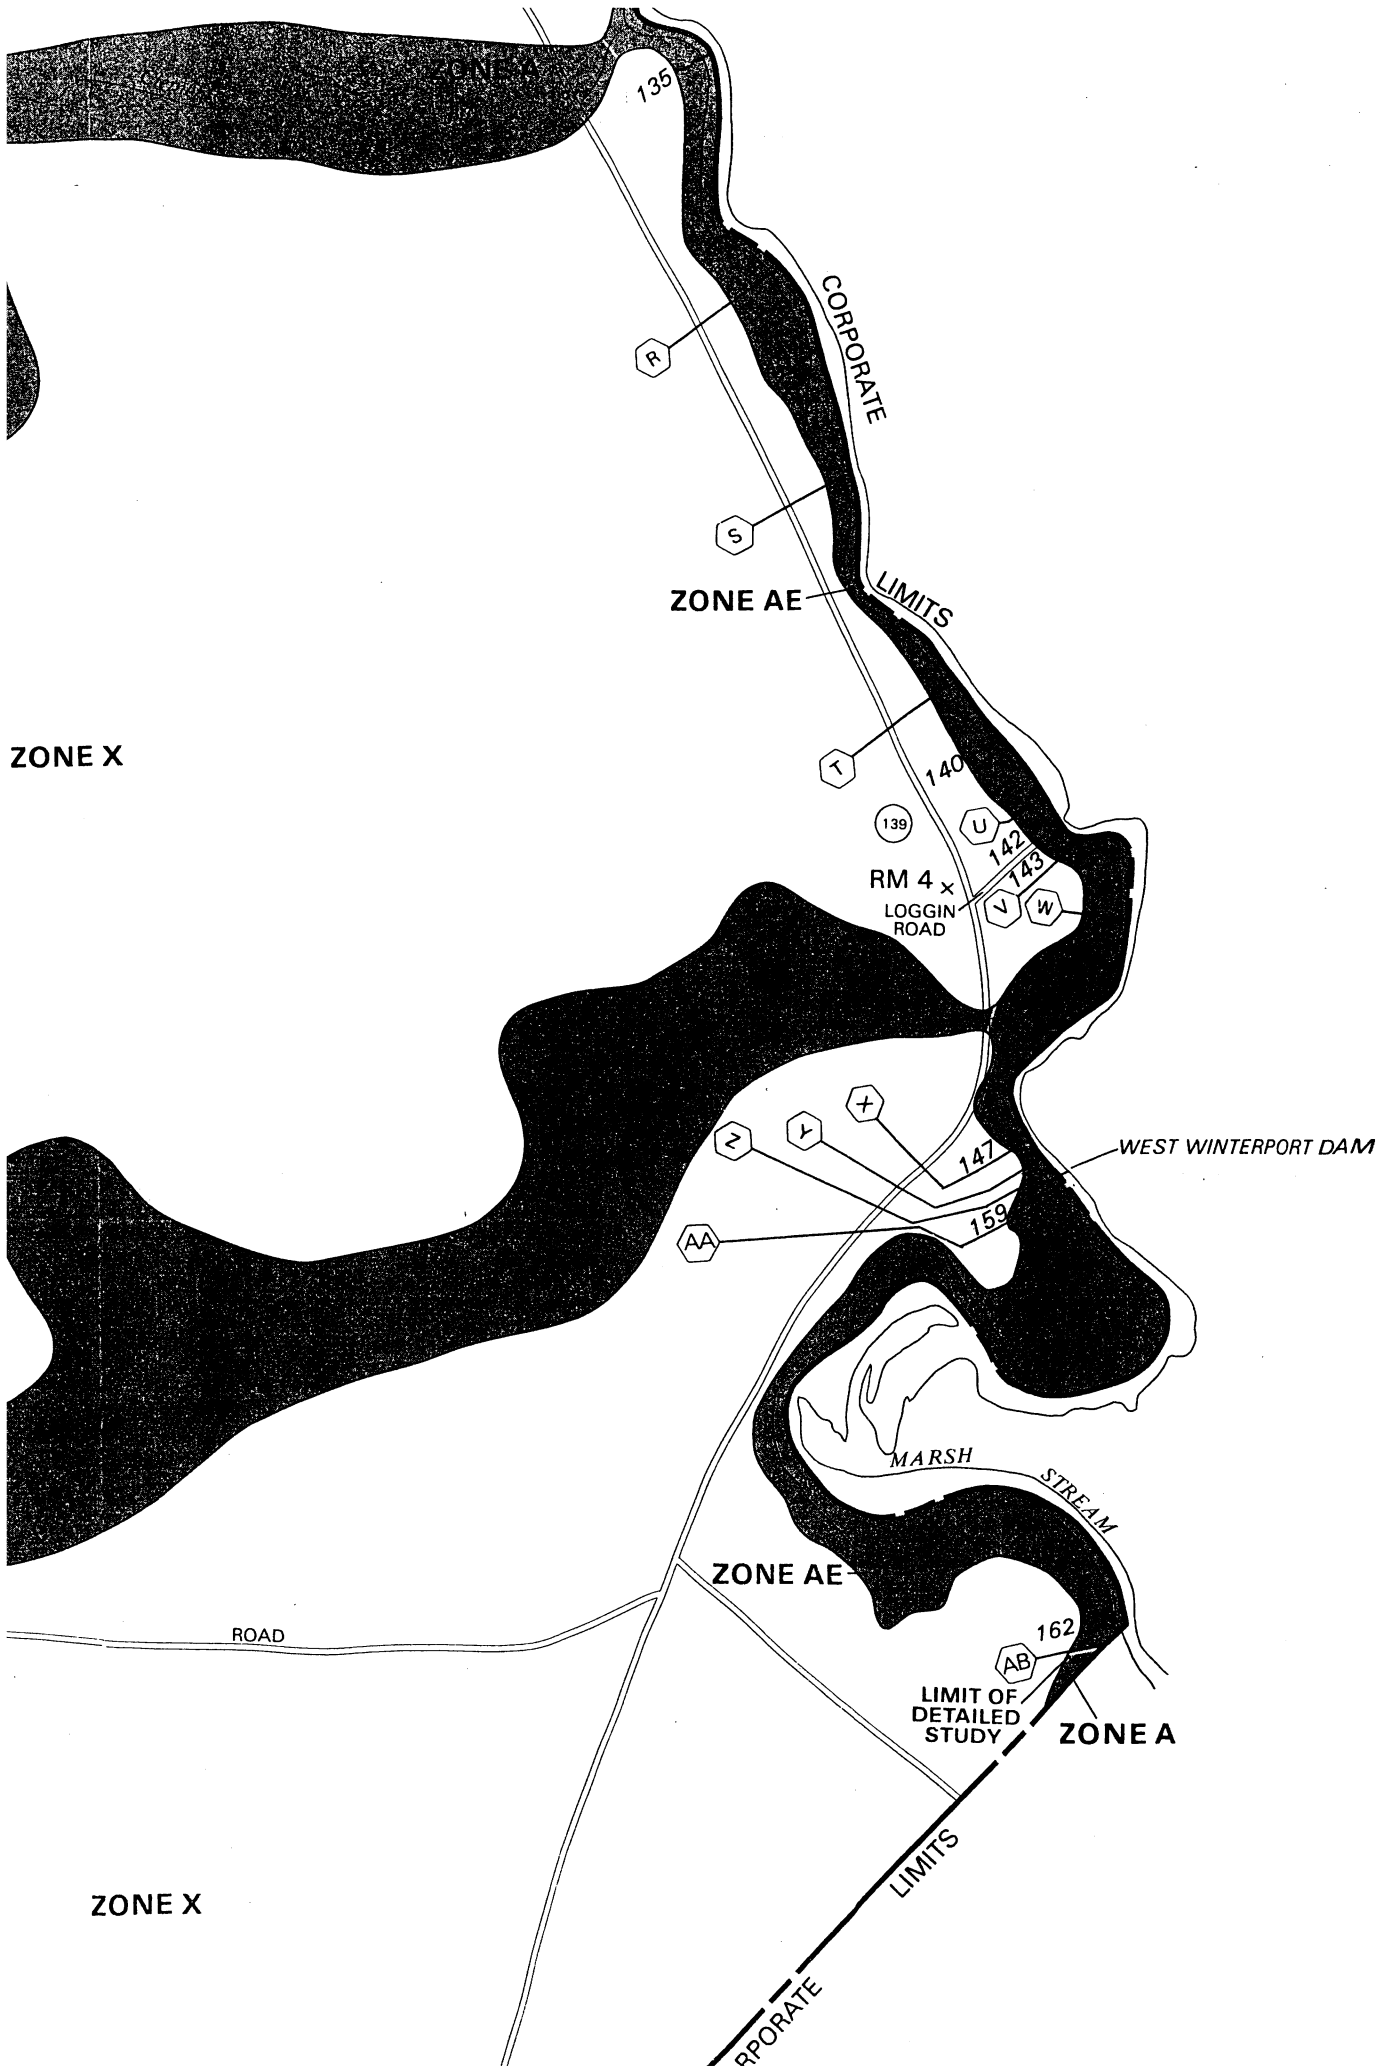 ZONE A
135
CORPORATE
R
S
ZONE AE
LIMITS
ZONE X
T
140
139
U
142
143
RM 4 x
LOGGIN
ROAD
V
W
X
Y
Z
147
WEST WINTERPORT DAM
159
AA
MARSH
STREAM
ZONE AE
ROAD
162
AB
LIMIT OF
DETAILED
STUDY
ZONE A
LIMITS
ZONE X
RPORATE